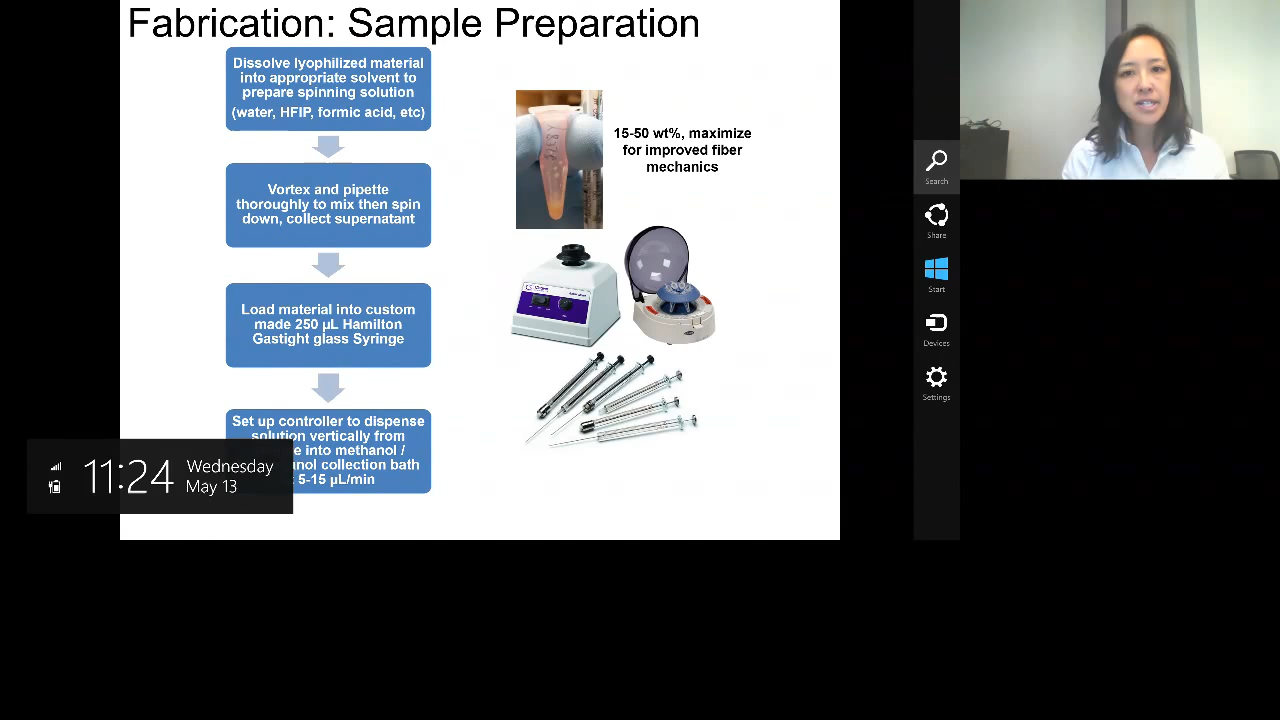 Fabrication: Sample Preparation
Dissolve lyophilized material
into appropriate solvent to
prepare spinning solution
(water, HFIP, formic acid, etc)
Vortex and pipette
thoroughly to mix then spin
down, collect supernatant
Load material into custom
made 250 µL Hamilton
Gastight glass Syringe
Set up controller to dispense
solution vertically from
into methanol /
collection bath
5-15 µL/min
15-50 wt%, maximize
for improved fiber
mechanics
11:24
Wednesday
May 13
Search
Share
Start
Devices
Settings